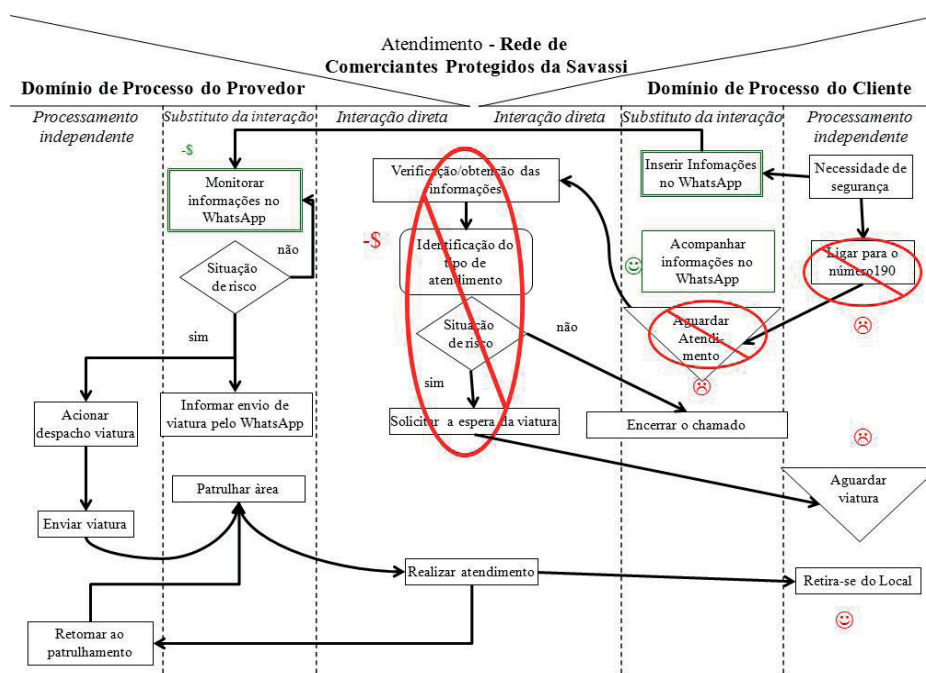 Atendimento - Rede de
Comerciantes Protegidos da Savassi
Domínio de Processo do Provedor
Domínio de Processo do Cliente
Processamento
independente
Substituto da interação
Interação direta
Interação direta
Substituto da interação
Processamento
independente
-$
Monitorar
informações no
WhatsApp
Verificação/obtenção das
informações
Inserir Infomações
no WhatsApp
Necessidade de
segurança
não
Situação
de risco
-$
Identificação do
tipo de
atendimento
Acompanhar
informações no
WhatsApp
Ligar para o
número190
sim
Situação
de risco
não
Aguardar
Atendi-
mento
sim
Acionar
despacho viatura
Informar envio de
viatura pelo WhatsApp
Solicitar a espera da viatura
Encerrar o chamado
Aguardar
viatura
Patrulhar área
Enviar viatura
Realizar atendimento
Retira-se do Local
Retornar ao
patrulhamento